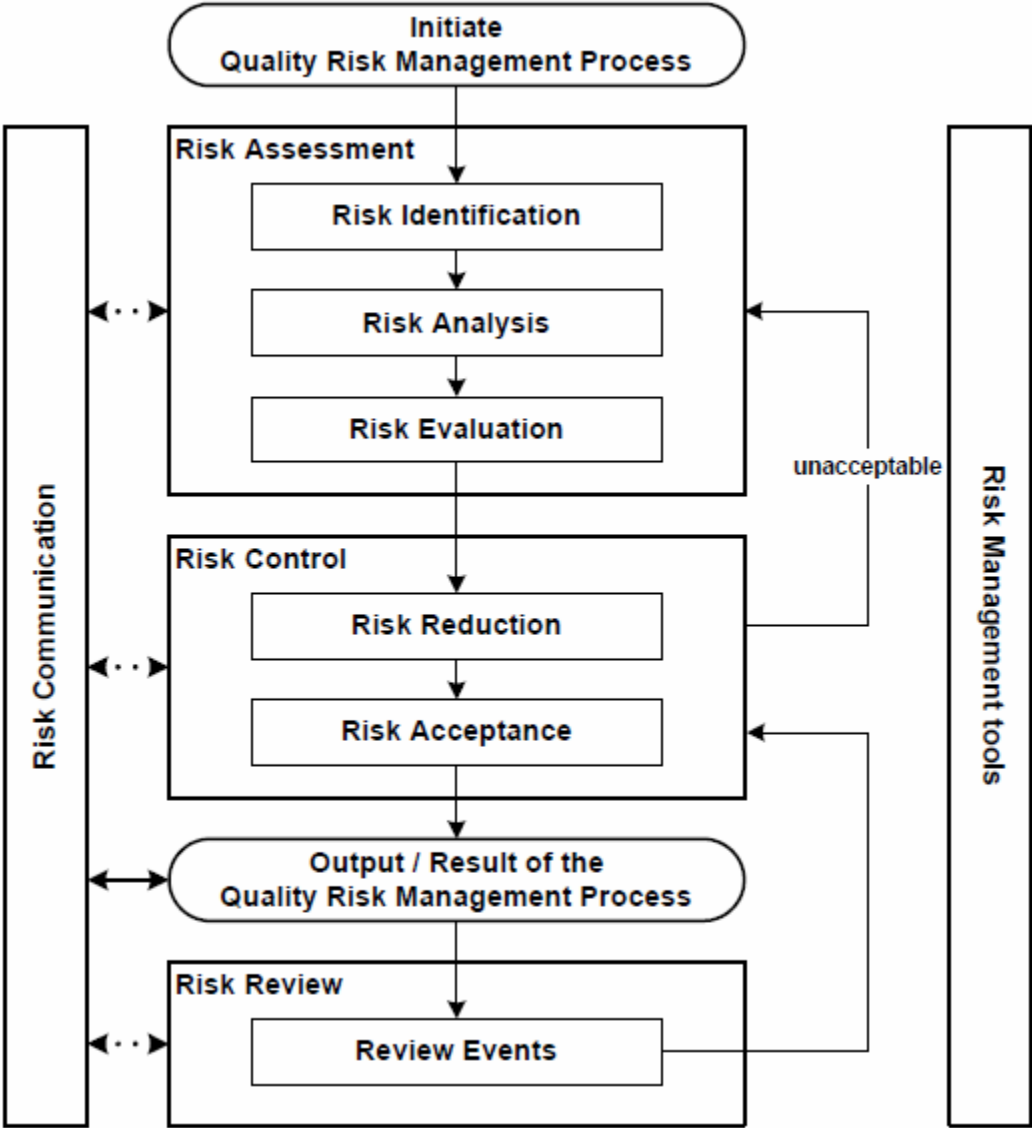 Initiate
Quality Risk Management Process
Risk Assessment
Risk Identification
Risk Analysis
Risk Evaluation
unacceptable
Risk Communication
Risk Management tools
Risk Control
Risk Reduction
Risk Acceptance
Output / Result of the
Quality Risk Management Process
Risk Review
Review Events